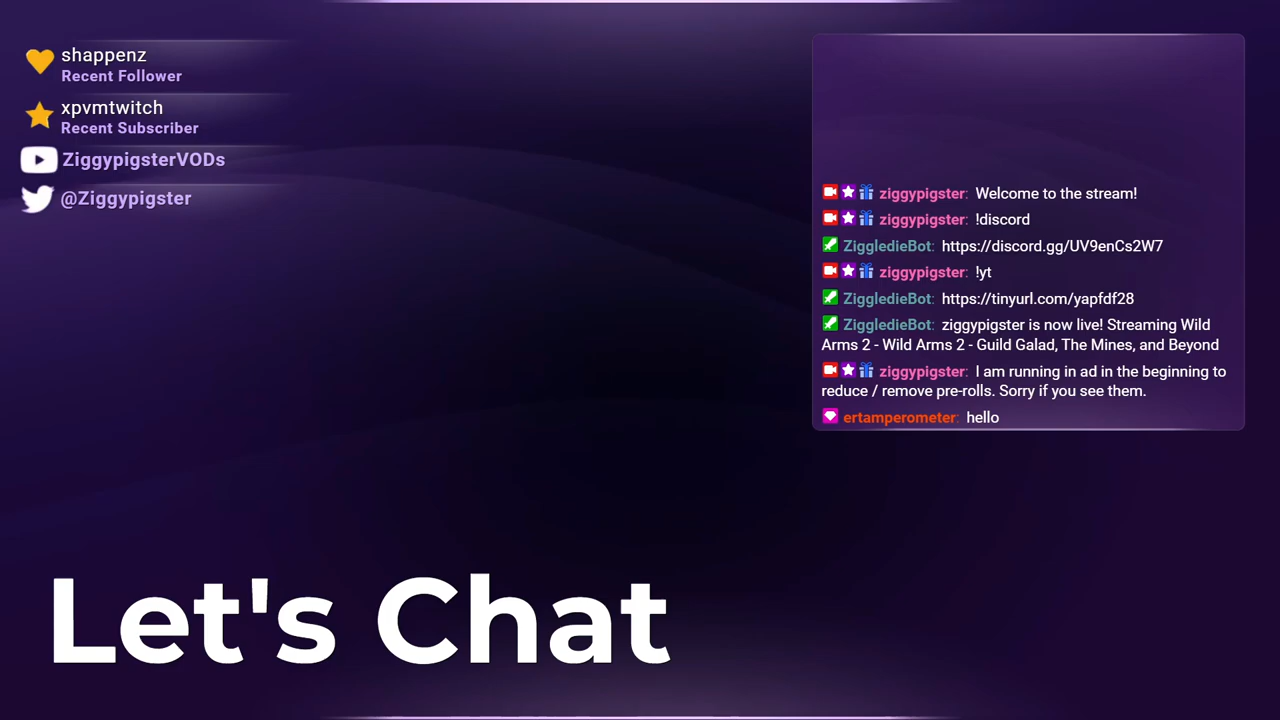 shappenz
Recent Follower
xpvmtwitch
Recent Subscriber
ZiggypigsterVODs
@Ziggypigster
ziggypigster: Welcome to the stream!
ziggypigster: !discord
ZiggledieBot: https://discord.gg/UV9enCs2W7
ziggypigster: !yt
ZiggledieBot: https://tinyurl.com/yapfdf28
ZiggledieBot: ziggypigster is now live! Streaming Wild
Arms 2 - Wild Arms 2 - Guild Galad, The Mines, and Beyond
ziggypigster: I am running in ad in the beginning to
reduce / remove pre-rolls. Sorry if you see them.
ertamperometer: hello
Let's Chat